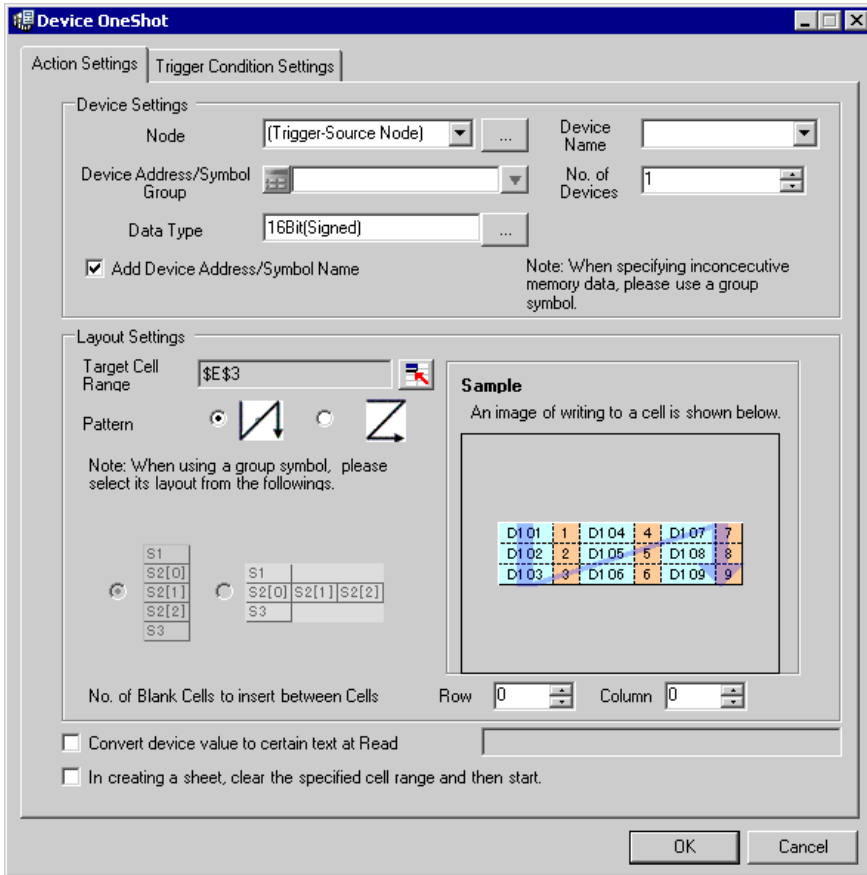 Device OneShot
Action Settings
Trigger Condition Settings
Device Settings
Node
(Trigger-Source Node)
...
Device
Name
Device Address/Symbol
Group
No. of
Devices
1
Data Type
16Bit(Signed)
...
Add Device Address/Symbol Name
Note: When specifying inconcecutive
memory data, please use a group
symbol.
Layout Settings
Target Cell
Range
$E$3
Pattern
Note: When using a group symbol, please
select its layout from the followings.
S1
S2[0]
S2[1]
S2[2]
S3
S1
S2[0] S2[1] S2[2]
S3
Sample
An image of writing to a cell is shown below.
D101 1 D104 4 D107 7
D102 2 D105 5 D108 8
D103 3 D106 6 D109 9
No. of Blank Cells to insert between Cells
Row
0
Column
0
Convert device value to certain text at Read
In creating a sheet, clear the specified cell range and then start.
OK
Cancel